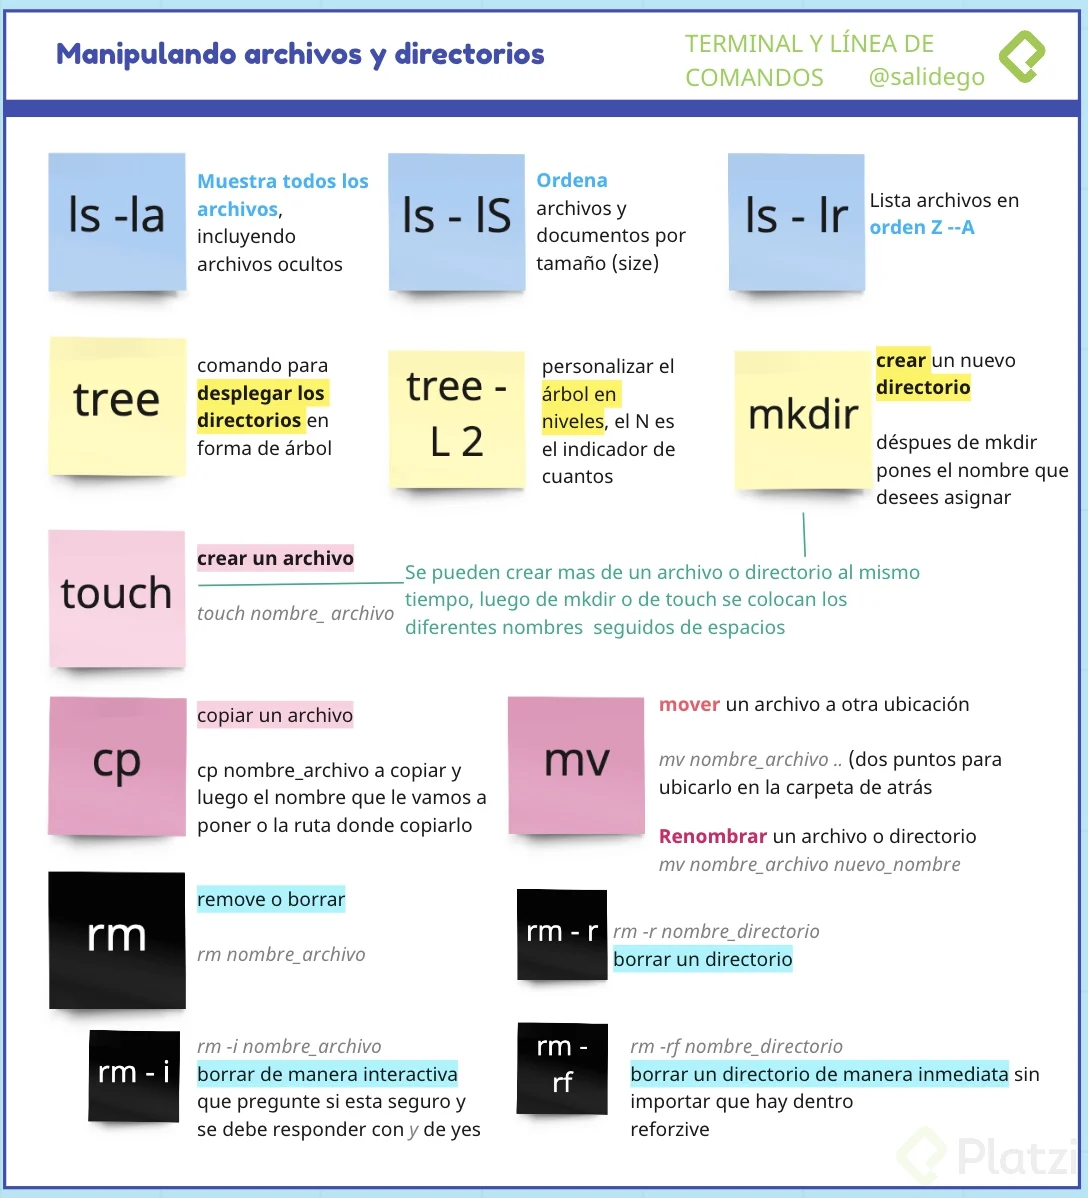 Manipulando archivos y directorios
TERMINAL Y LÍNEA DE
COMANDOS @salidego
ls -la
Muestra todos los
archivos,
incluyendo
archivos ocultos
ls - lS
Ordena
archivos y
documentos por
tamaño (size)
ls - lr
Lista archivos en
orden Z --A
tree
comando para
desplegar los
directorios en
forma de árbol
tree -
L 2
personalizar el
árbol en
niveles, el N es
el indicador de
cuantos
mkdir
crear un nuevo
directorio
déspues de mkdir
pones el nombre que
desees asignar
touch
crear un archivo
touch nombre_ archivo
Se pueden crear mas de un archivo o directorio al mismo
tiempo, luego de mkdir o de touch se colocan los
diferentes nombres seguidos de espacios
cp
copiar un archivo
cp nombre_archivo a copiar y
luego el nombre que le vamos a
poner o la ruta donde copiarlo
mv
mover un archivo a otra ubicación
mv nombre_archivo .. (dos puntos para
ubicarlo en la carpeta de atrás
Renombrar un archivo o directorio
mv nombre_archivo nuevo_nombre
rm
remove o borrar
rm nombre_archivo
rm - r
rm -r nombre_directorio
borrar un directorio
rm - i
rm -i nombre_archivo
borrar de manera interactiva
que pregunte si esta seguro y
se debe responder con y de yes
rm -
rf
rm -rf nombre_directorio
borrar un directorio de manera inmediata sin
importar que hay dentro
reforzive
Platzi